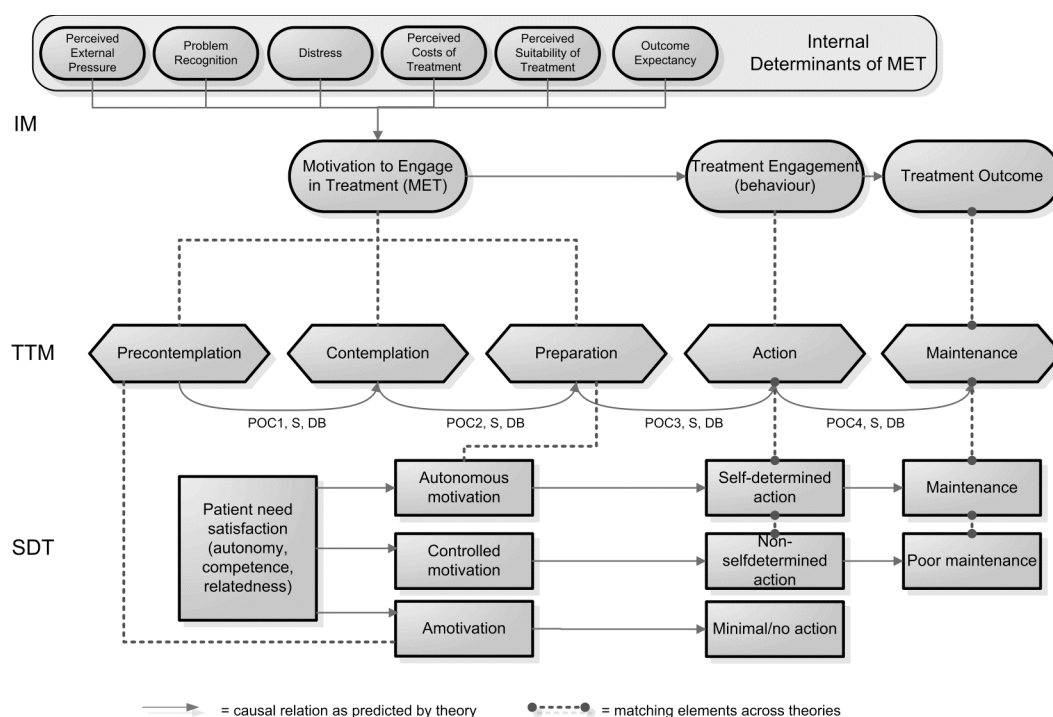 Perceived
External
Pressure
Problem
Recognition
Distress
Perceived
Costs of
Treatment
Perceived
Suitability of
Treatment
Outcome
Expectancy
Internal
Determinants of MET
IM
Motivation to Engage
in Treatment (MET)
Treatment Engagement
(behaviour)
Treatment Outcome
TTM
Precontemplation
Contemplation
Preparation
Action
Maintenance
POC1, S, DB
POC2, S, DB
POC3, S, DB
POC4, S, DB
SDT
Patient need
satisfaction
(autonomy,
competence,
relatedness)
Autonomous
motivation
Self-determined
action
Maintenance
Controlled
motivation
Non-
selfdetermined
action
Poor maintenance
Amotivation
Minimal/no action
= causal relation as predicted by theory
= matching elements across theories